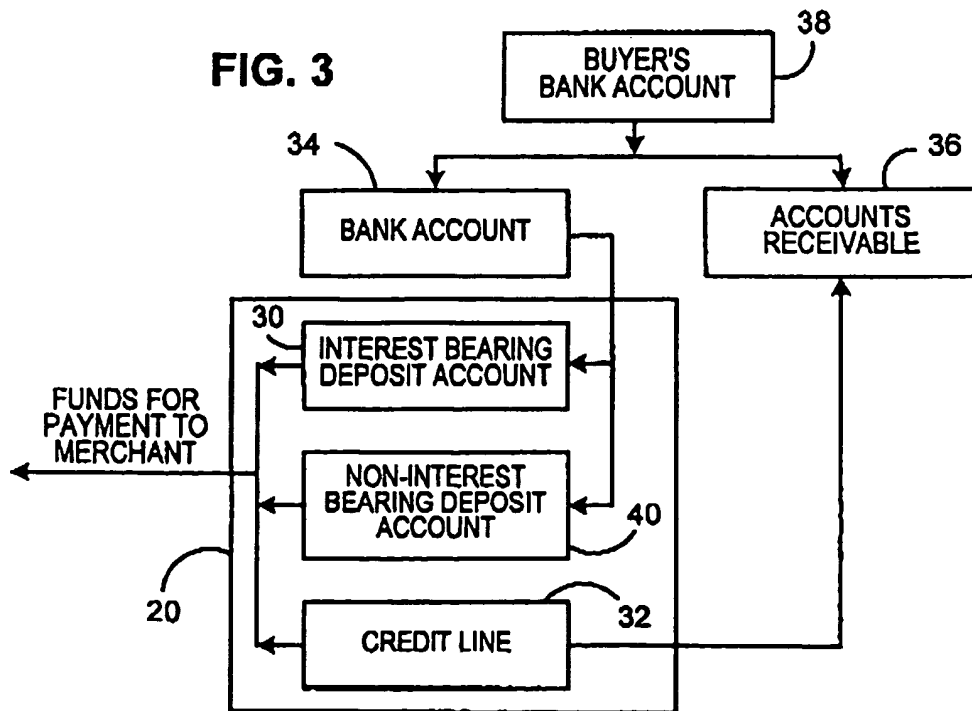 FIG. 3
BUYER'S
BANK ACCOUNT
38
34
BANK ACCOUNT
36
ACCOUNTS
RECEIVABLE
30
INTEREST BEARING
DEPOSIT ACCOUNT
FUNDS FOR
PAYMENT TO
MERCHANT
NON-INTEREST
BEARING DEPOSIT
ACCOUNT
40
20
32
CREDIT LINE